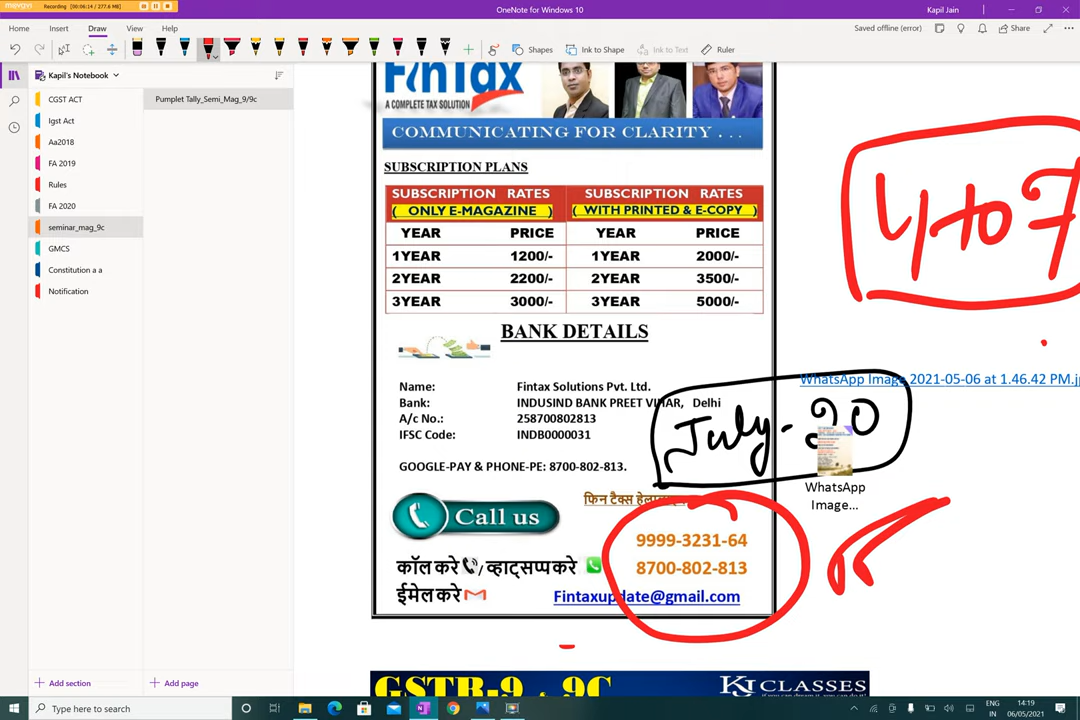 movavi Recording (00:06:14 / 277.6 MB)
OneNote for Windows 10
Kapil Jain
Home Insert Draw View Help
Saved offline (error)
Share
Shapes Ink to Shape Ink to Text Ruler
Kapil's Notebook
CGST ACT
Igst Act
Aa2018
FA 2019
Rules
FA 2020
seminar_mag_9c
GMCS
Constitution a a
Notification
Add section
Pumplet Tally_Semi_Mag_9/9c
Add page
FinTax
A COMPLETE TAX SOLUTION
COMMUNICATING FOR CLARITY . . .
SUBSCRIPTION PLANS
SUBSCRIPTION RATES SUBSCRIPTION RATES
( ONLY E-MAGAZINE ) ( WITH PRINTED & E-COPY )
YEAR PRICE YEAR PRICE
1YEAR 1200/- 1YEAR 2000/-
2YEAR 2200/- 2YEAR 3500/-
3YEAR 3000/- 3YEAR 5000/-
BANK DETAILS
Name: Fintax Solutions Pvt. Ltd.
Bank: INDUSIND BANK PREET VIHAR, Delhi
A/c No.: 258700802813
IFSC Code: INDB0000031
GOOGLE-PAY & PHONE-PE: 8700-802-813.
फिन टैक्स
Call us
9999-3231-64
कॉल करे / व्हाट्सप्प करे 8700-802-813
ईमेल करे Fintaxupdate@gmail.com
4 to 7
WhatsApp Image 2021-05-06 at 1.46.42 PM.jp
July - 20
WhatsApp
Image...
GSTR-9 , 9C
KJ CLASSES
Type here to search
ENG
IN
14:19
06/05/2021